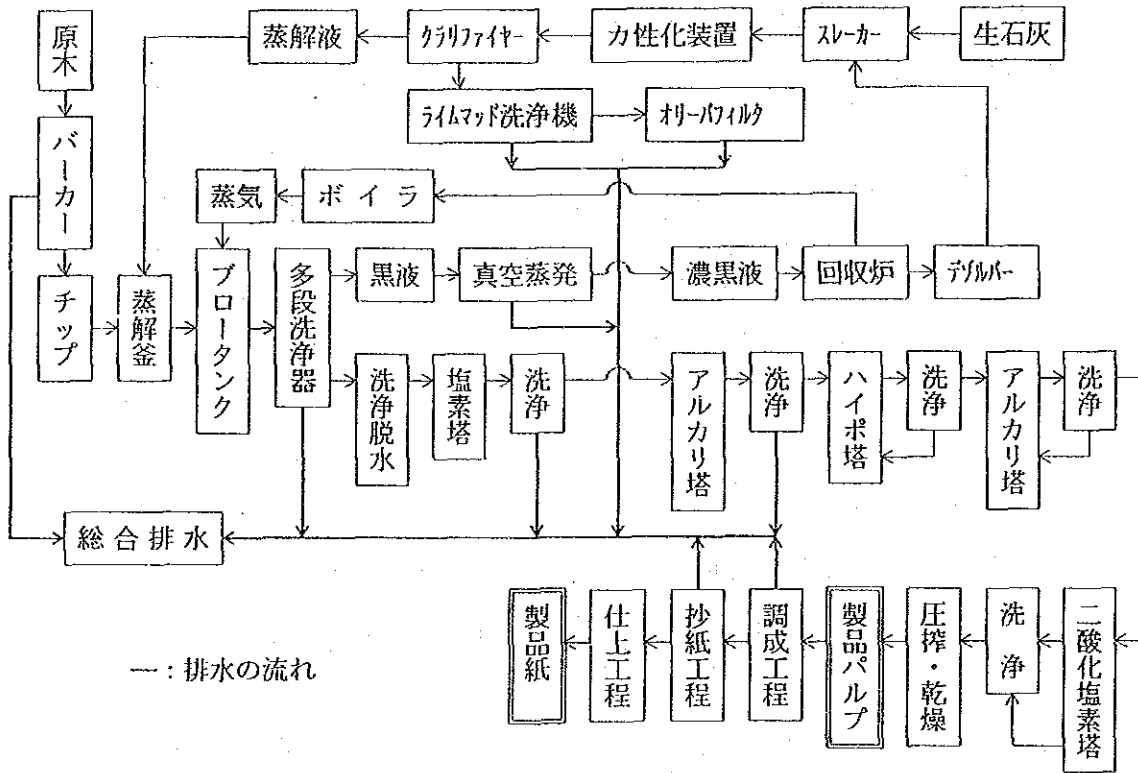 原木
蒸解液
クラリファイヤー
カ性化装置
スレーカー
生石灰
バーカー
ライムマッド洗浄機
オリーバフィルタ
蒸気
ボイラ
チップ
蒸解釜
ブロータンク
多段洗浄器
黒液
真空蒸発
濃黒液
回収炉
デゾルバー
洗浄脱水
塩素塔
洗浄
アルカリ塔
洗浄
ハイポ塔
洗浄
アルカリ塔
洗浄
総合排水
製品紙
仕上工程
抄紙工程
調成工程
製品パルプ
圧搾・乾燥
洗浄
二酸化塩素塔
―：排水の流れ